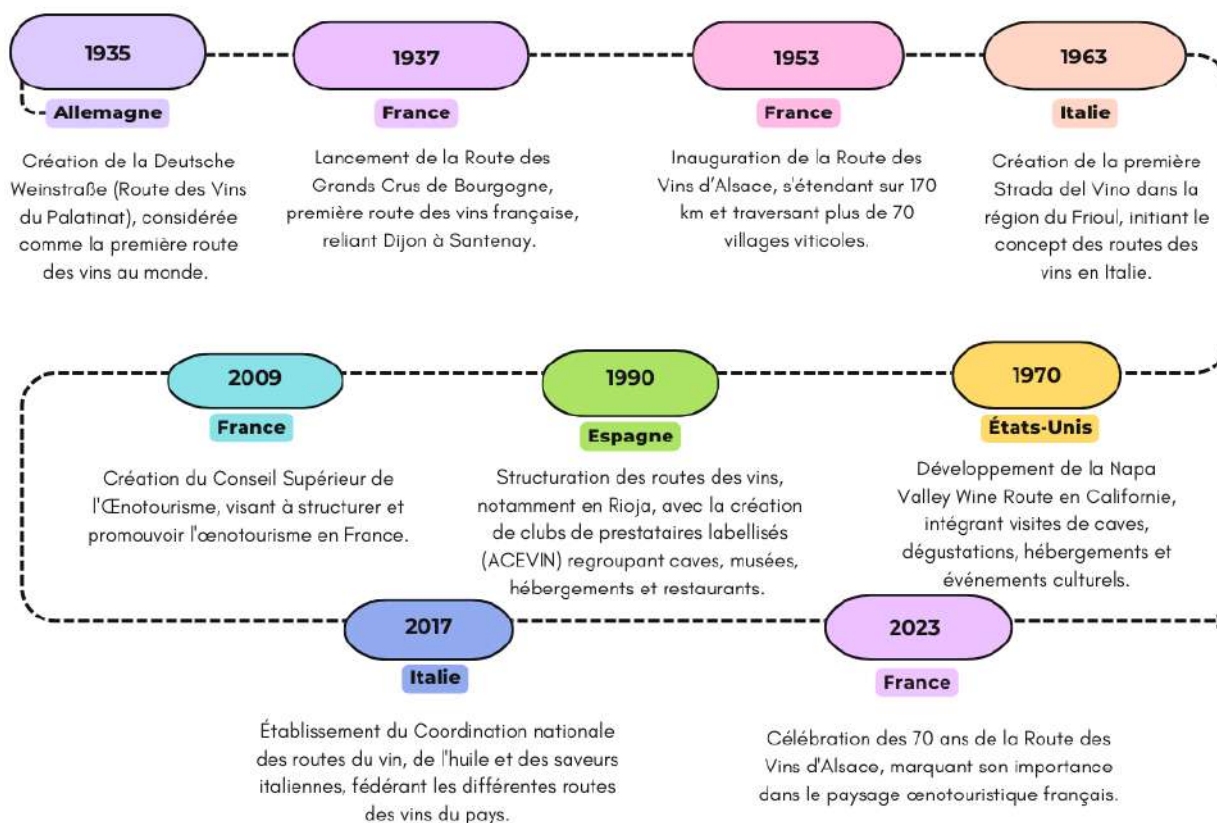 1935
Allemagne
Création de la Deutsche
Weinstraße (Route des Vins
du Palatinat), considérée
comme la première route
des vins au monde.
1937
France
Lancement de la Route des
Grands Crus de Bourgogne,
première route des vins française,
reliant Dijon à Santenay.
1953
France
Inauguration de la Route des
Vins d'Alsace, s'étendant sur 170
km et traversant plus de 70
villages viticoles.
1963
Italie
Création de la première
Strada del Vino dans la
région du Frioul, initiant le
concept des routes des
vins en Italie.
1970
États-Unis
Développement de la Napa
Valley Wine Route en Californie,
intégrant visites de caves,
dégustations, hébergements et
événements culturels.
1990
Espagne
Structuration des routes des vins,
notamment en Rioja, avec la création
de clubs de prestataires labellisés
(ACEVIN) regroupant caves, musées,
hébergements et restaurants.
2009
France
Création du Conseil Supérieur de
l'Œnotourisme, visant à structurer et
promouvoir l'œnotourisme en France.
2017
Italie
Établissement du Coordination nationale
des routes du vin, de l'huile et des saveurs
italiennes, fédérant les différentes routes
des vins du pays.
2023
France
Célébration des 70 ans de la Route des
Vins d'Alsace, marquant son importance
dans le paysage œnotouristique français.